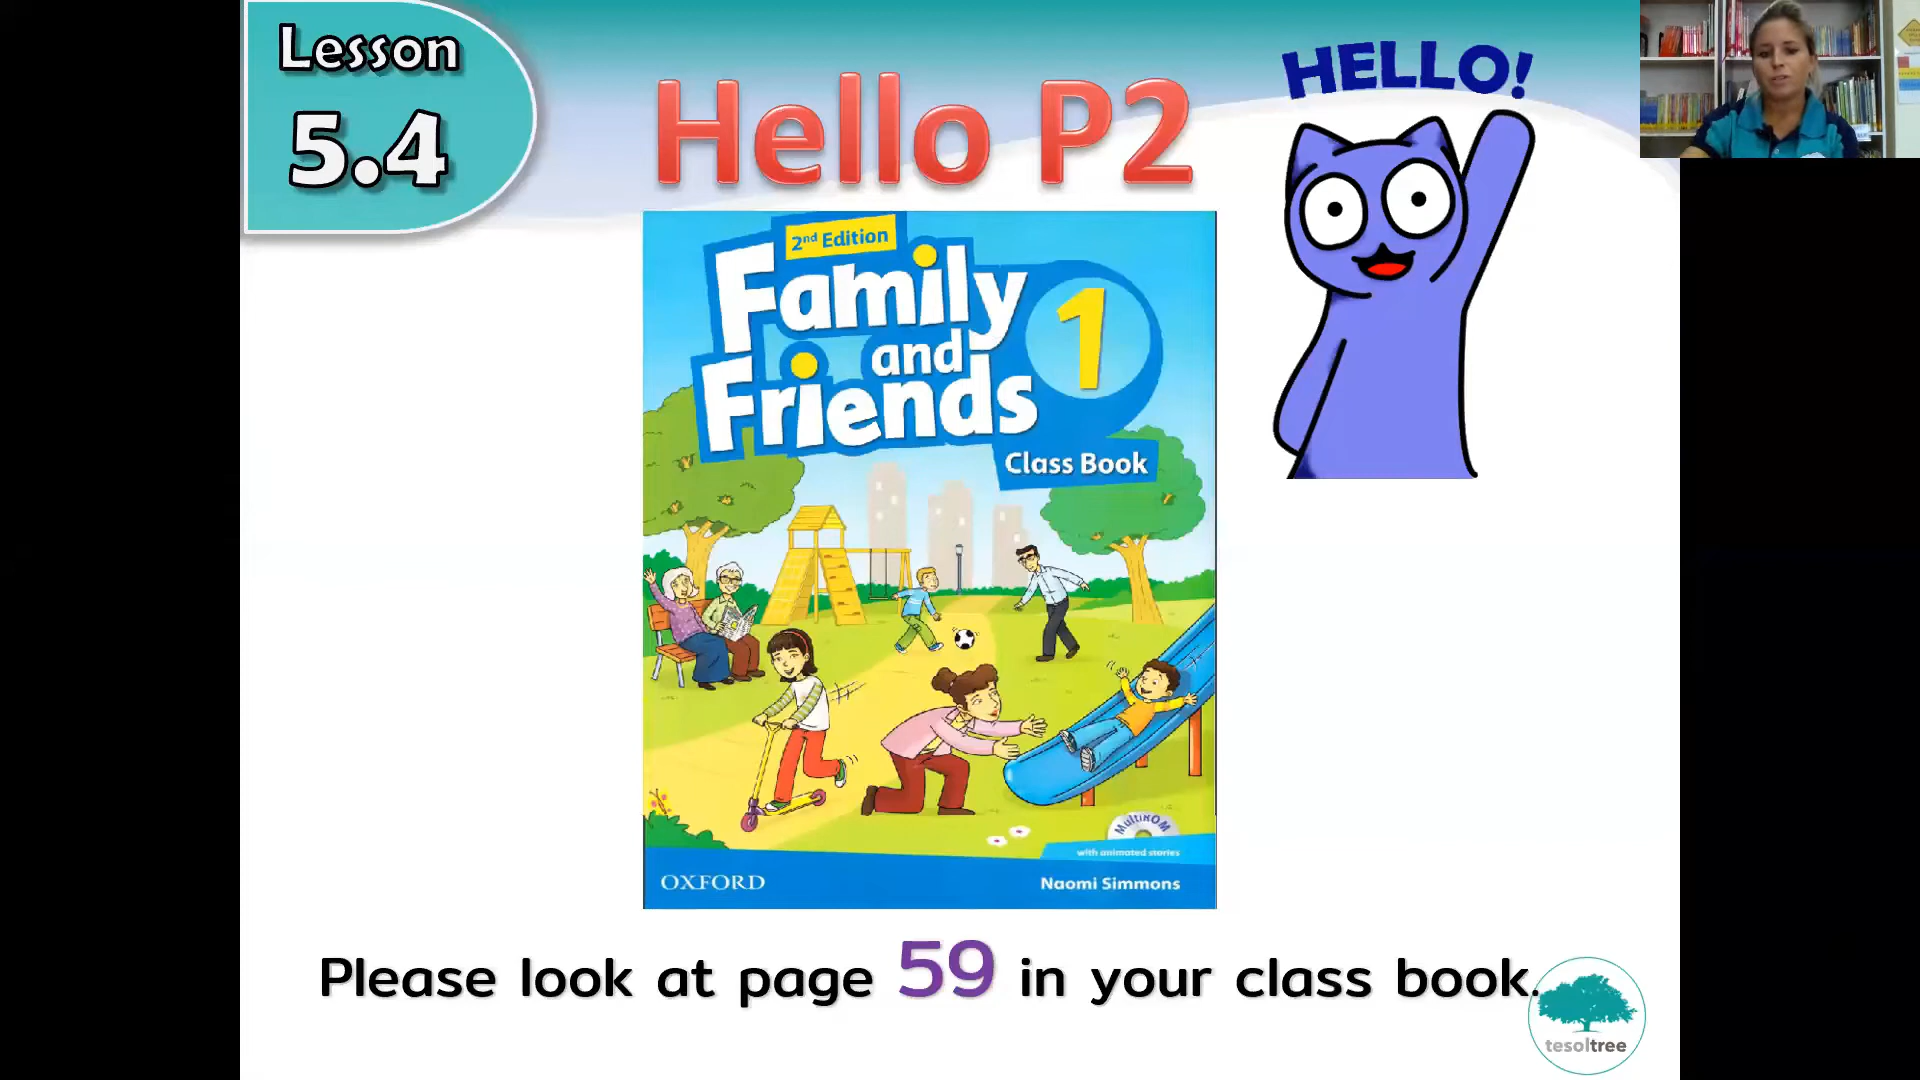 Lesson
5.4
Hello P2
HELLO!
2nd Edition
Family
and
Friends
1
Class Book
MultiROM
with animated stories
OXFORD
Naomi Simmons
Please look at page 59 in your class book.
tesoltree